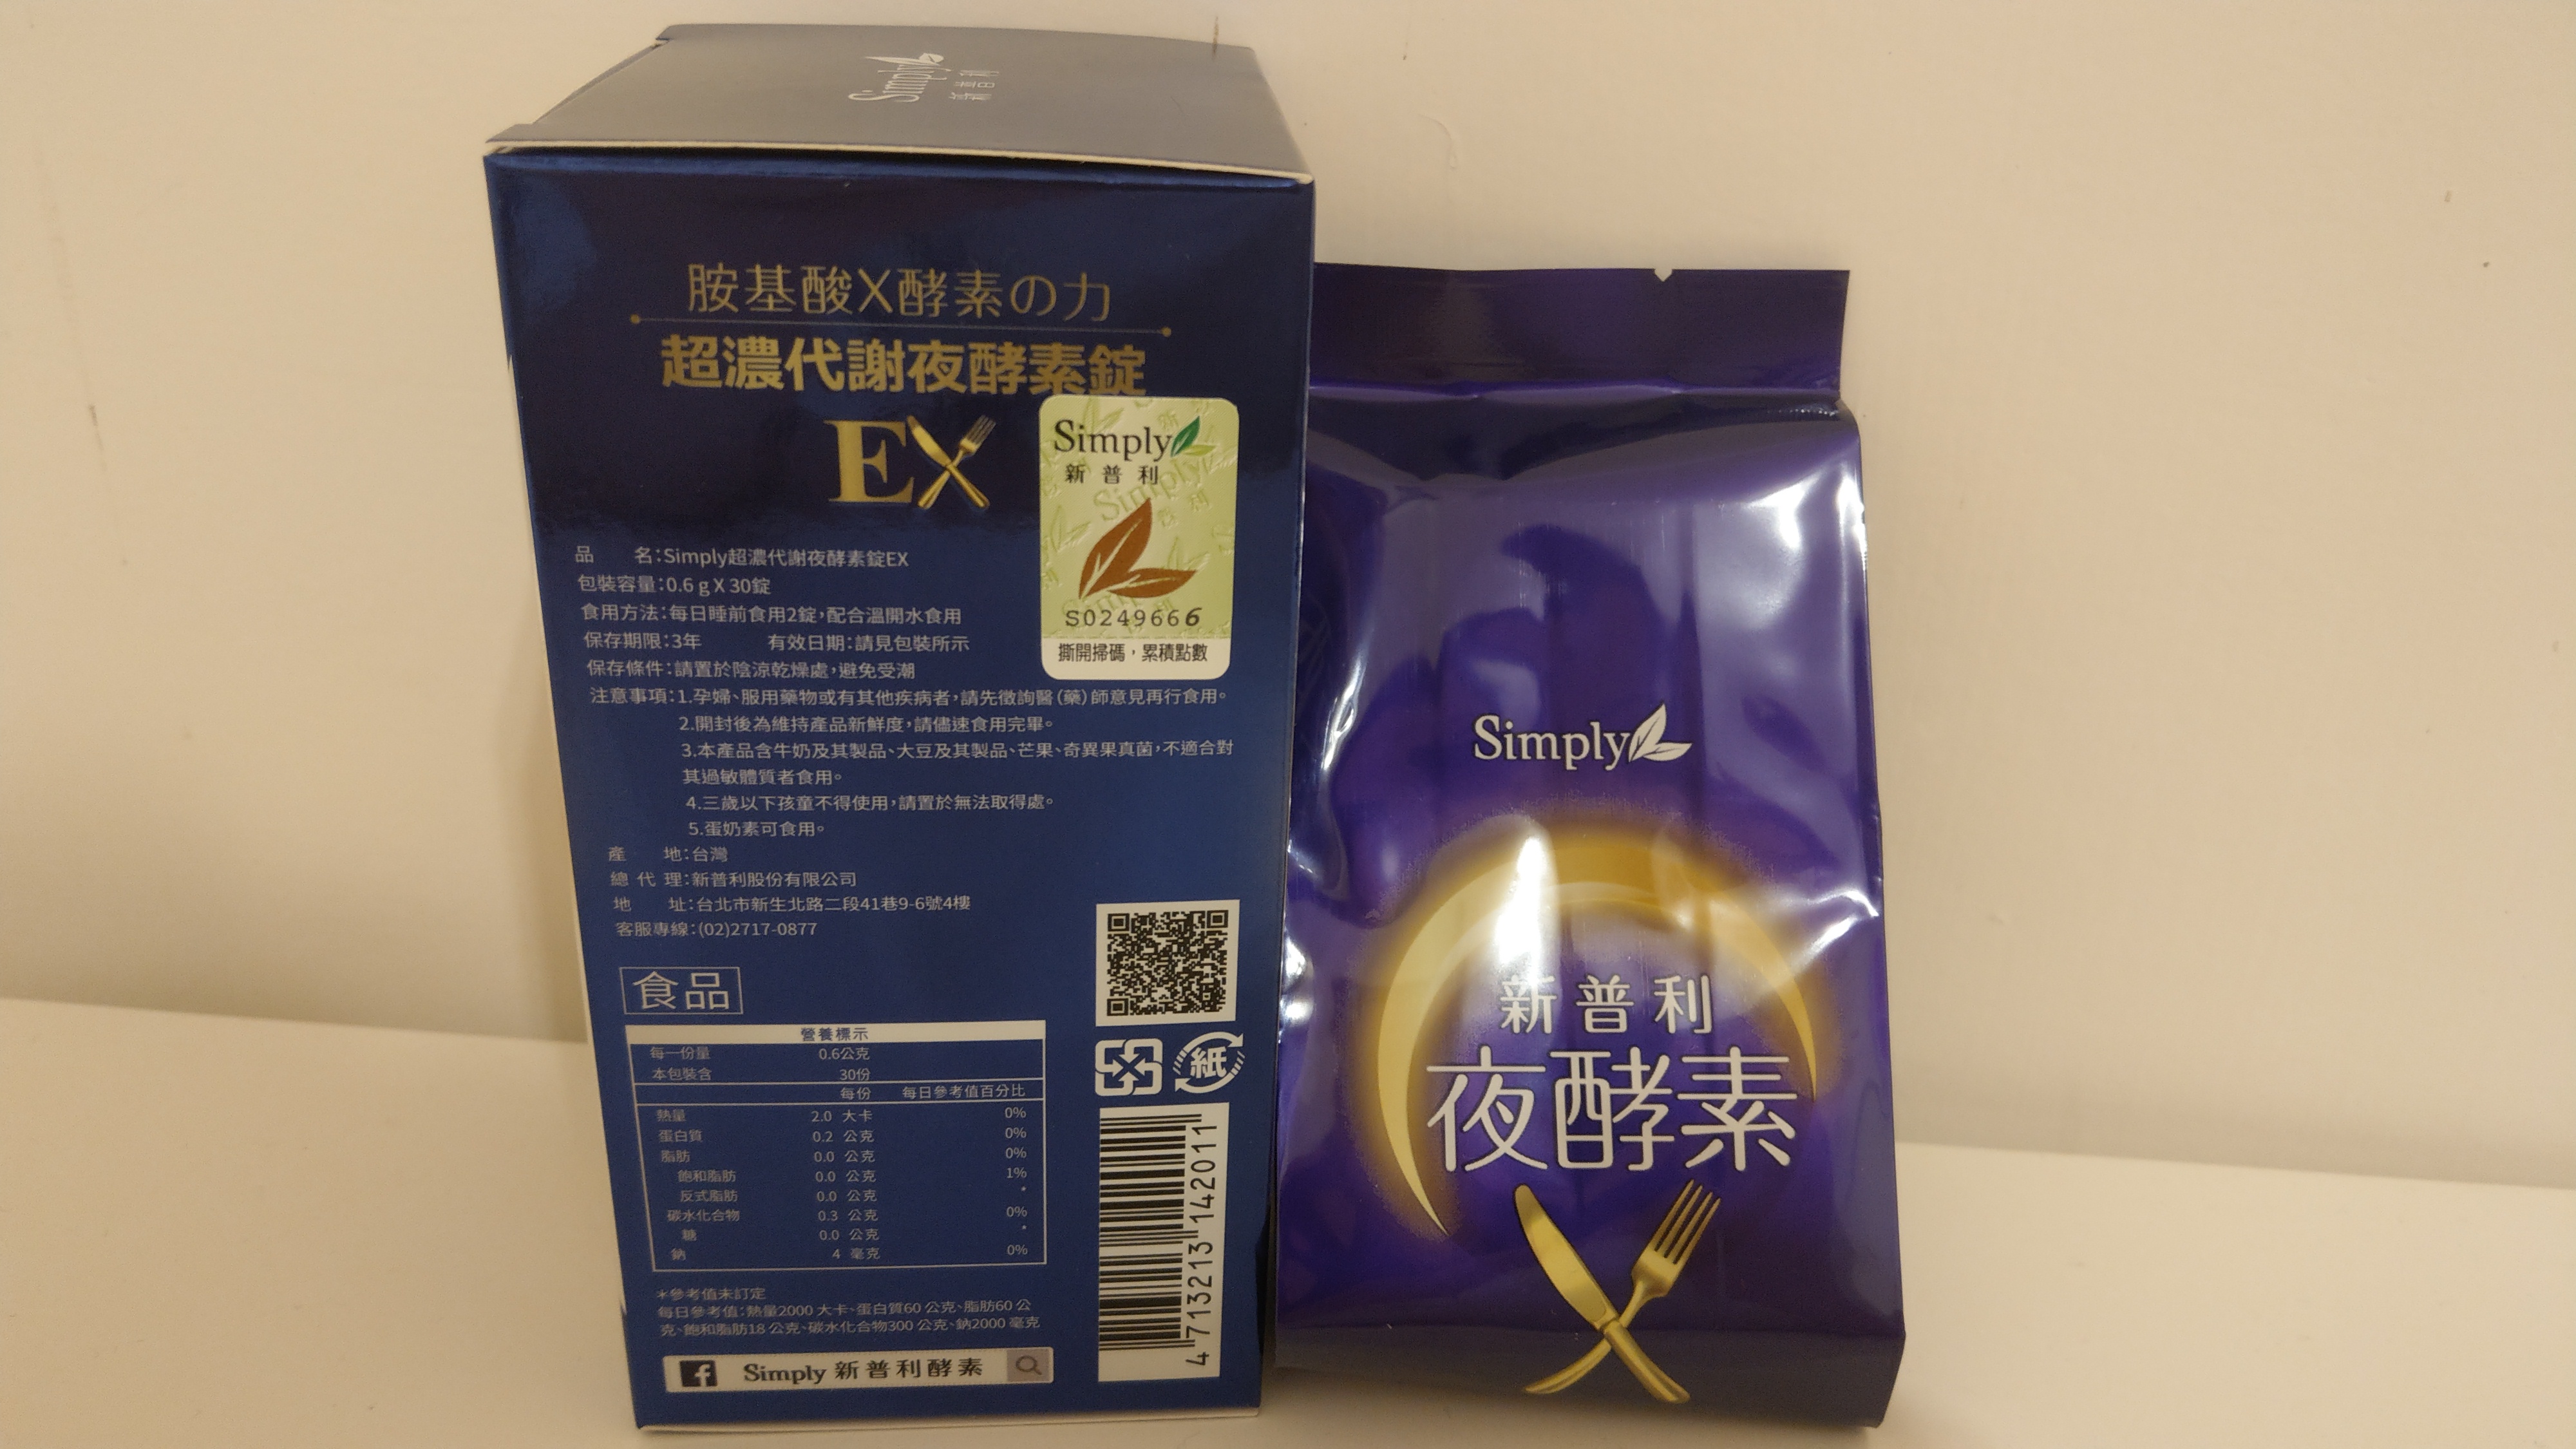 Simply
胺基酸X酵素の力
超濃代謝夜酵素錠
EX
Simply
新普利
S0249666
撕開掃碼，累積點數
品　　名：Simply超濃代謝夜酵素錠EX
包裝容量：0.6 g X 30錠
食用方法：每日睡前食用2錠，配合溫開水食用
保存期限：3年　　有效日期：請見包裝所示
保存條件：請置於陰涼乾燥處，避免受潮
注意事項：1.孕婦、服用藥物或有其他疾病者，請先徵詢醫（藥）師意見再行食用。
2.開封後為維持產品新鮮度，請儘速食用完畢。
3.本產品含牛奶及其製品、大豆及其製品、芒果、奇異果真菌，不適合對
其過敏體質者食用。
4.三歲以下孩童不得使用，請置於無法取得處。
5.蛋奶素可食用。
產　　地：台灣
總 代 理：新普利股份有限公司
地　　址：台北市新生北路二段41巷9-6號4樓
客服專線：(02)2717-0877
食品
營養標示
每一份量 0.6公克
本包裝含 30份
每份 每日參考值百分比
熱量 2.0 大卡 0%
蛋白質 0.2 公克 0%
脂肪 0.0 公克 0%
飽和脂肪 0.0 公克 1%
反式脂肪 0.0 公克 *
碳水化合物 0.3 公克 0%
糖 0.0 公克 *
鈉 4 毫克 0%
*參考值未訂定
每日參考值：熱量2000 大卡、蛋白質60 公克、脂肪60 公
克、飽和脂肪18 公克、碳水化合物300 公克、鈉2000 毫克
f Simply 新普利酵素
紙
4 713213 142011
Simply
新普利
夜酵素